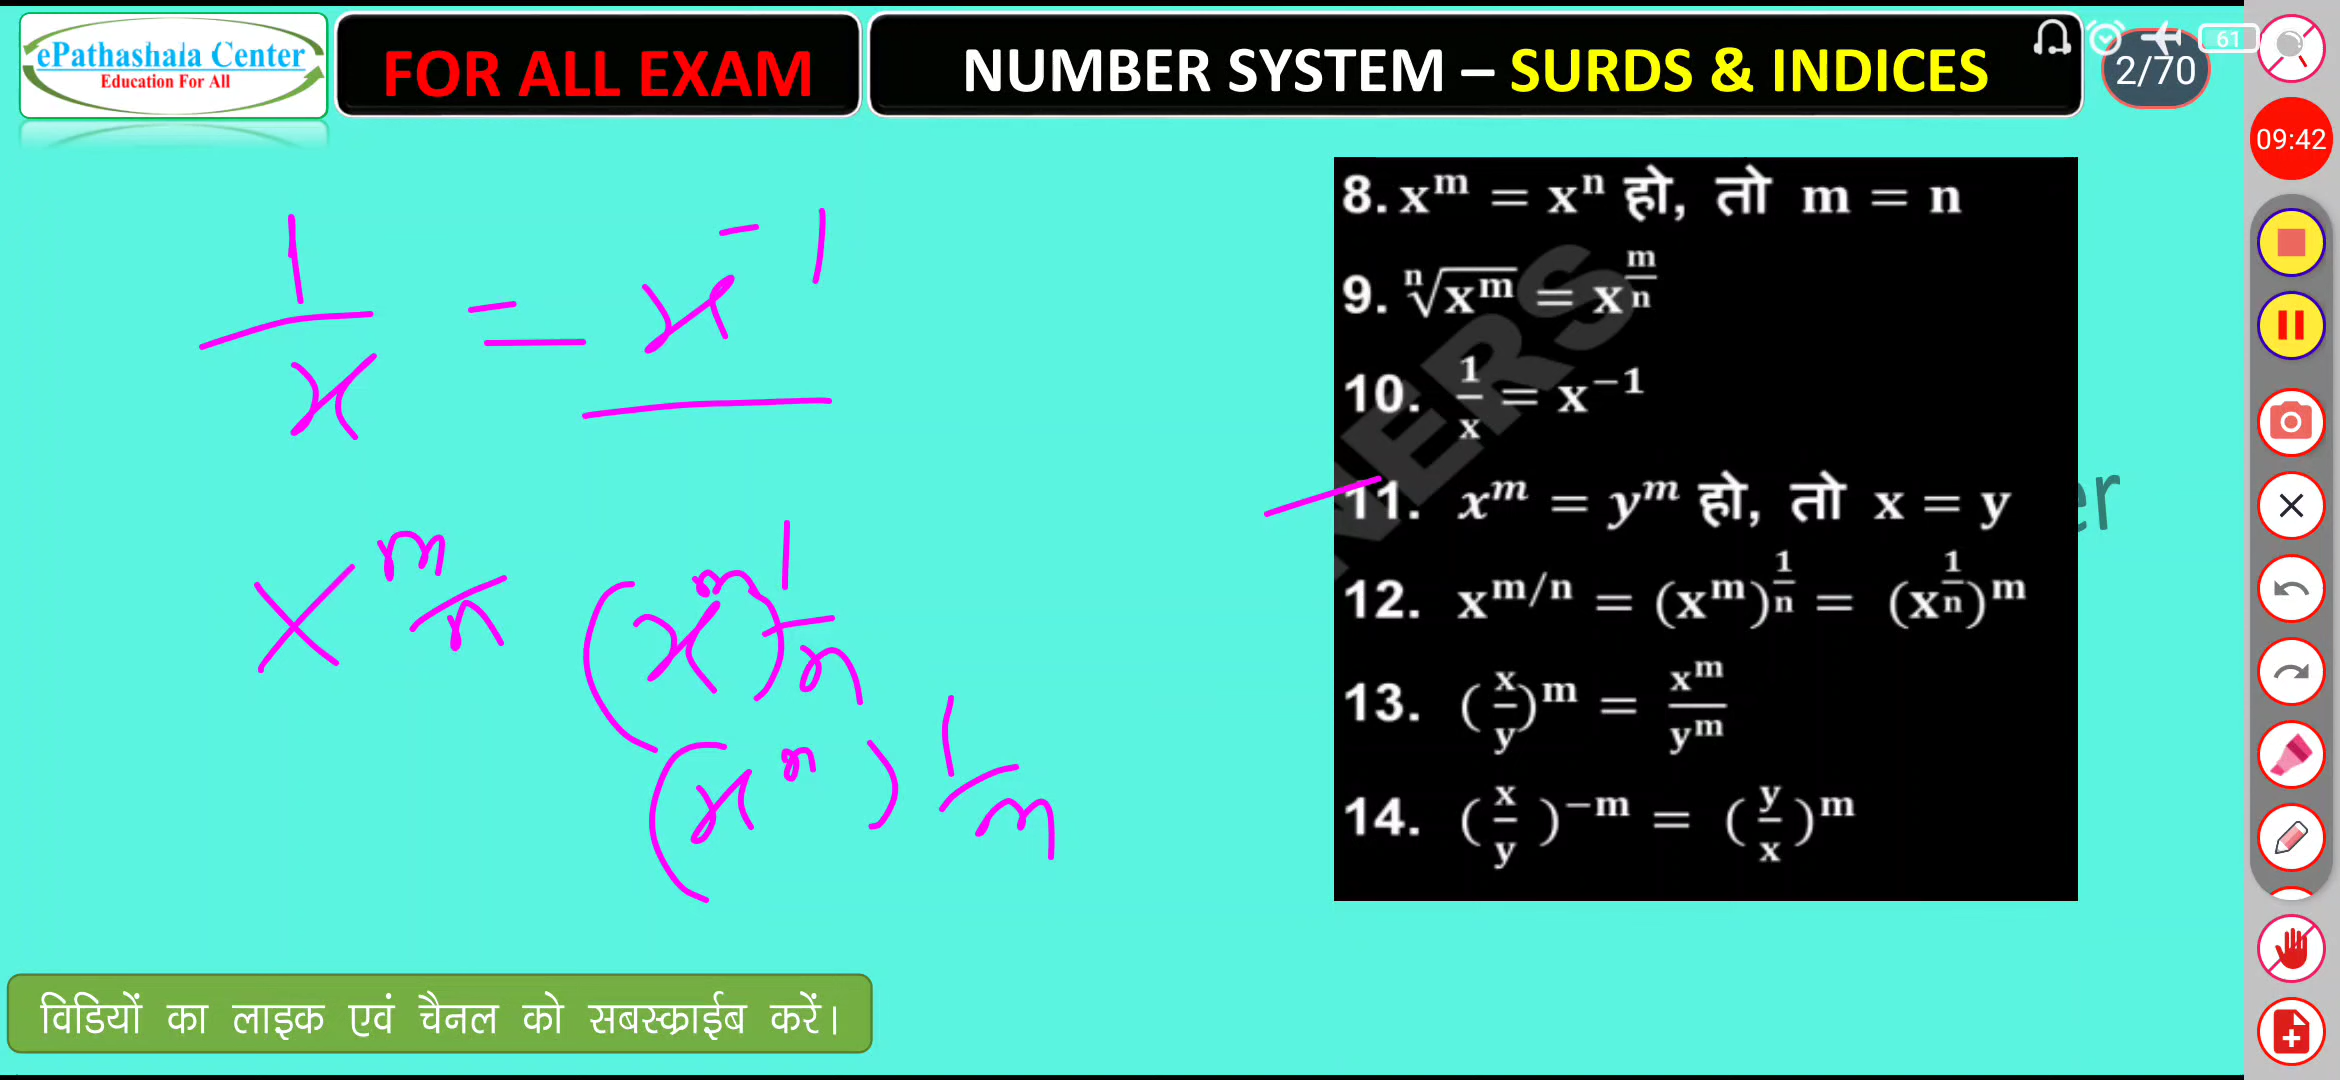 ePathashala Center
Education For All
FOR ALL EXAM
NUMBER SYSTEM – SURDS & INDICES
2/70
61
09:42
1/x = x⁻¹
x^(m/n) (x^m)^(1/n)
(x^n)^(1/m)
8. x^m = x^n हो, तो m = n
9. ⁿ√(x^m) = x^(m/n)
10. 1/x = x⁻¹
11. x^m = y^m हो, तो x = y
12. x^(m/n) = (x^m)^(1/n) = (x^(1/n))^m
13. (x/y)^m = x^m/y^m
14. (x/y)^(-m) = (y/x)^m
विडियों का लाइक एवं चैनल को सबस्क्राईब करें।